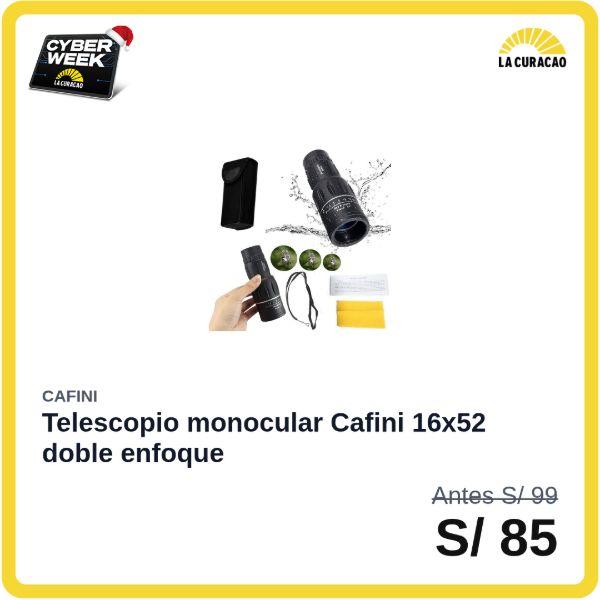 CYBER
WEEK
LA CURACAO
LA CURACAO
CAFINI
Telescopio monocular Cafini 16x52
doble enfoque
Antes S/ 99
S/ 85